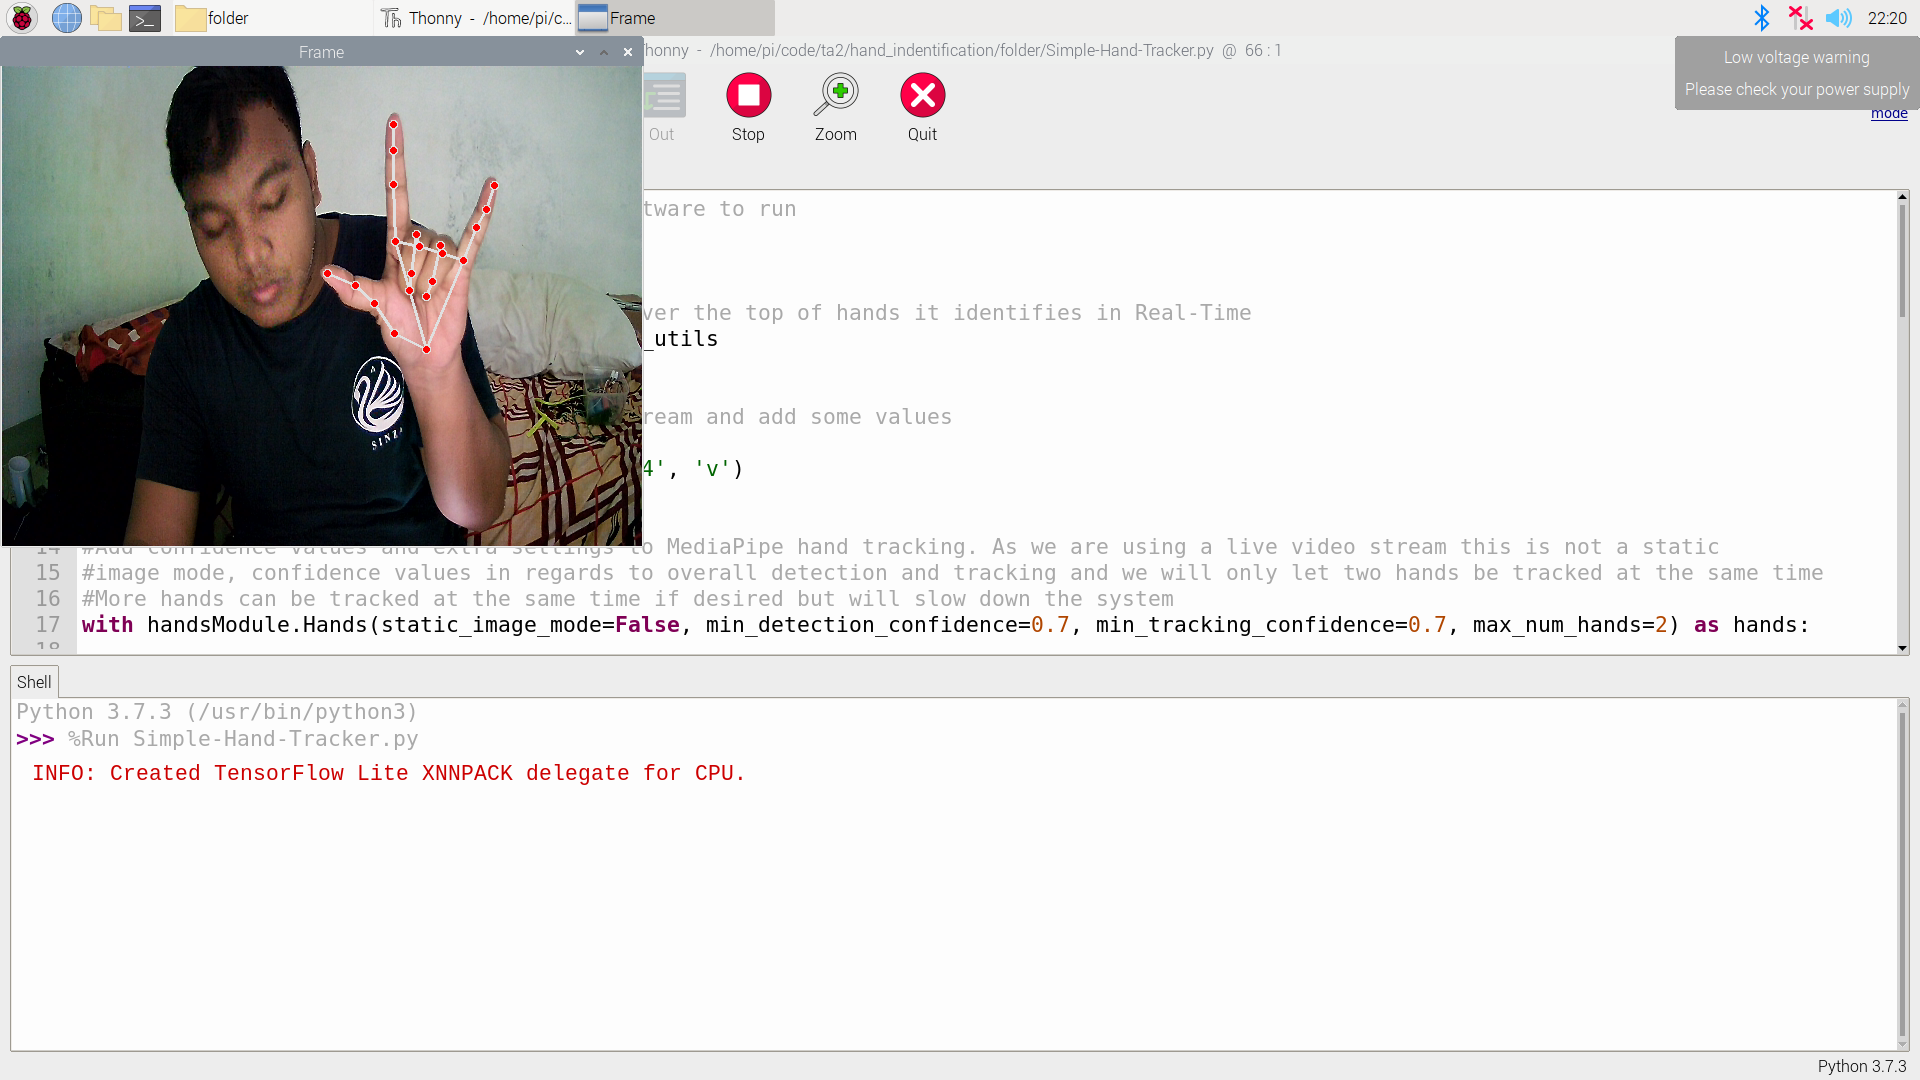 folder
Thonny - /home/pi/c...
Frame
22:20
Frame
honny - /home/pi/code/ta2/hand_indentification/folder/Simple-Hand-Tracker.py @ 66 : 1
Low voltage warning
Please check your power supply
mode
Out
Stop
Zoom
Quit
tware to run
ver the top of hands it identifies in Real-Time
_utils
ream and add some values
4', 'v')
SINZ
14 #Add confidence values and extra settings to MediaPipe hand tracking. As we are using a live video stream this is not a static
15 #image mode, confidence values in regards to overall detection and tracking and we will only let two hands be tracked at the same time
16 #More hands can be tracked at the same time if desired but will slow down the system
17 with handsModule.Hands(static_image_mode=False, min_detection_confidence=0.7, min_tracking_confidence=0.7, max_num_hands=2) as hands:
18
Shell
Python 3.7.3 (/usr/bin/python3)
>>> %Run Simple-Hand-Tracker.py
INFO: Created TensorFlow Lite XNNPACK delegate for CPU.
Python 3.7.3